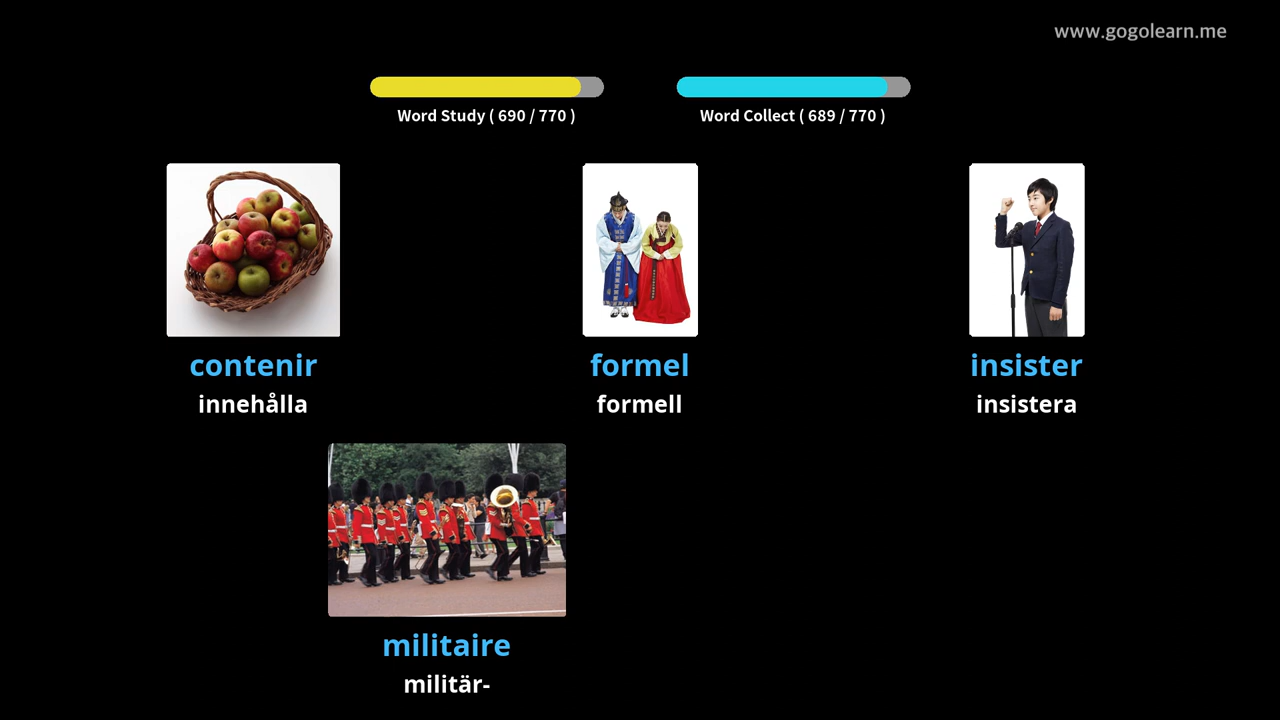 www.gogolearn.me
Word Study ( 690 / 770 )
Word Collect ( 689 / 770 )
contenir
innehålla
formel
formell
insister
insistera
militaire
militär-